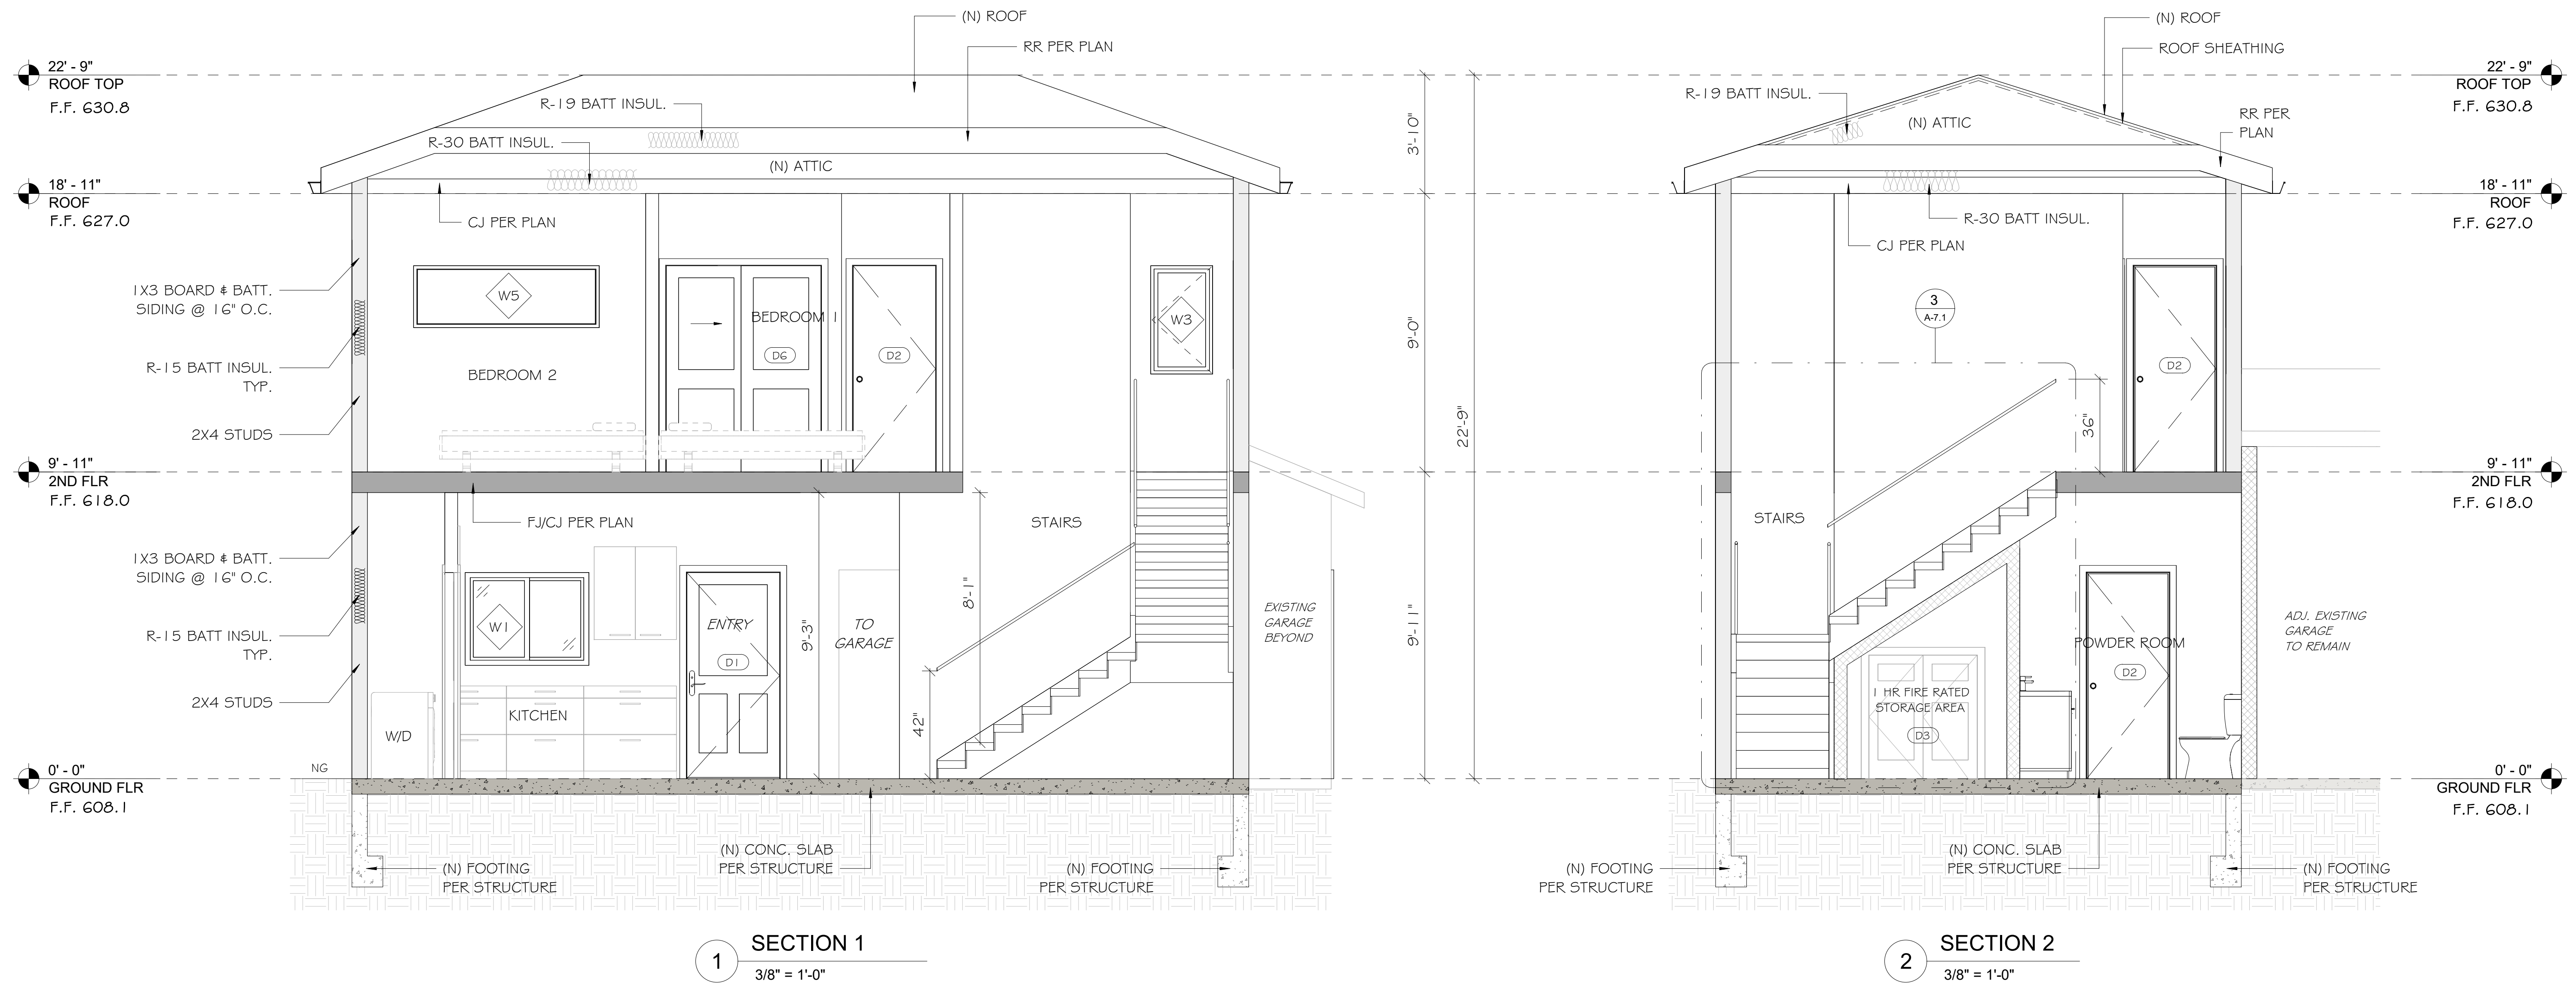 (N) ROOF
RR PER PLAN
22' - 9"
ROOF TOP
F.F. 630.8
R-19 BATT INSUL.
R-30 BATT INSUL.
(N) ATTIC
18' - 11"
ROOF
F.F. 627.0
CJ PER PLAN
1X3 BOARD & BATT.
SIDING @ 16" O.C.
R-15 BATT INSUL.
TYP.
2X4 STUDS
W5
BEDROOM 2
BEDROOM 1
D6
D2
W3
9' - 11"
2ND FLR
F.F. 618.0
FJ/CJ PER PLAN
STAIRS
1X3 BOARD & BATT.
SIDING @ 16" O.C.
R-15 BATT INSUL.
TYP.
2X4 STUDS
W1
ENTRY
D1
9'-3"
TO
GARAGE
8'-1"
42"
KITCHEN
W/D
EXISTING
GARAGE
BEYOND
NG
0' - 0"
GROUND FLR
F.F. 608.1
(N) FOOTING
PER STRUCTURE
(N) CONC. SLAB
PER STRUCTURE
(N) FOOTING
PER STRUCTURE
1
SECTION 1
3/8" = 1'-0"
3'-10"
9'-0"
9'-11"
22'-9"
(N) ROOF
ROOF SHEATHING
R-19 BATT INSUL.
(N) ATTIC
RR PER
PLAN
22' - 9"
ROOF TOP
F.F. 630.8
18' - 11"
ROOF
F.F. 627.0
R-30 BATT INSUL.
CJ PER PLAN
3
A-7.1
D2
36"
9' - 11"
2ND FLR
F.F. 618.0
STAIRS
POWDER ROOM
D2
1 HR FIRE RATED
STORAGE AREA
D3
ADJ. EXISTING
GARAGE
TO REMAIN
0' - 0"
GROUND FLR
F.F. 608.1
(N) FOOTING
PER STRUCTURE
(N) CONC. SLAB
PER STRUCTURE
(N) FOOTING
PER STRUCTURE
2
SECTION 2
3/8" = 1'-0"